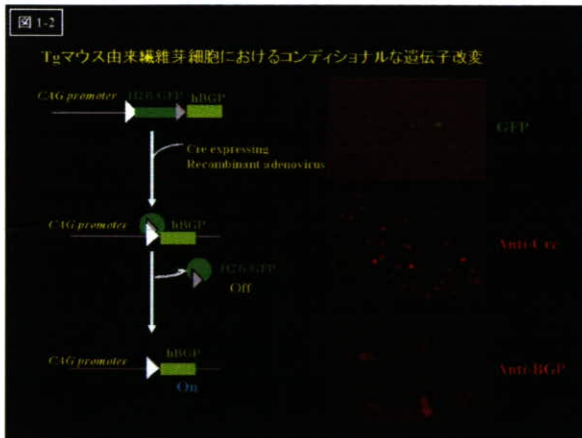 図 1-2
Tgマウス由来繊維芽細胞におけるコンディショナルな遺伝子改変
CAG promoter
H2B/GFP
hBGP
GFP
Cre expressing
Recombinant adenovirus
CAG promoter
hBGP
Anti-Cre
H2B/GFP
Off
hBGP
CAG promoter
Anti-BGP
On